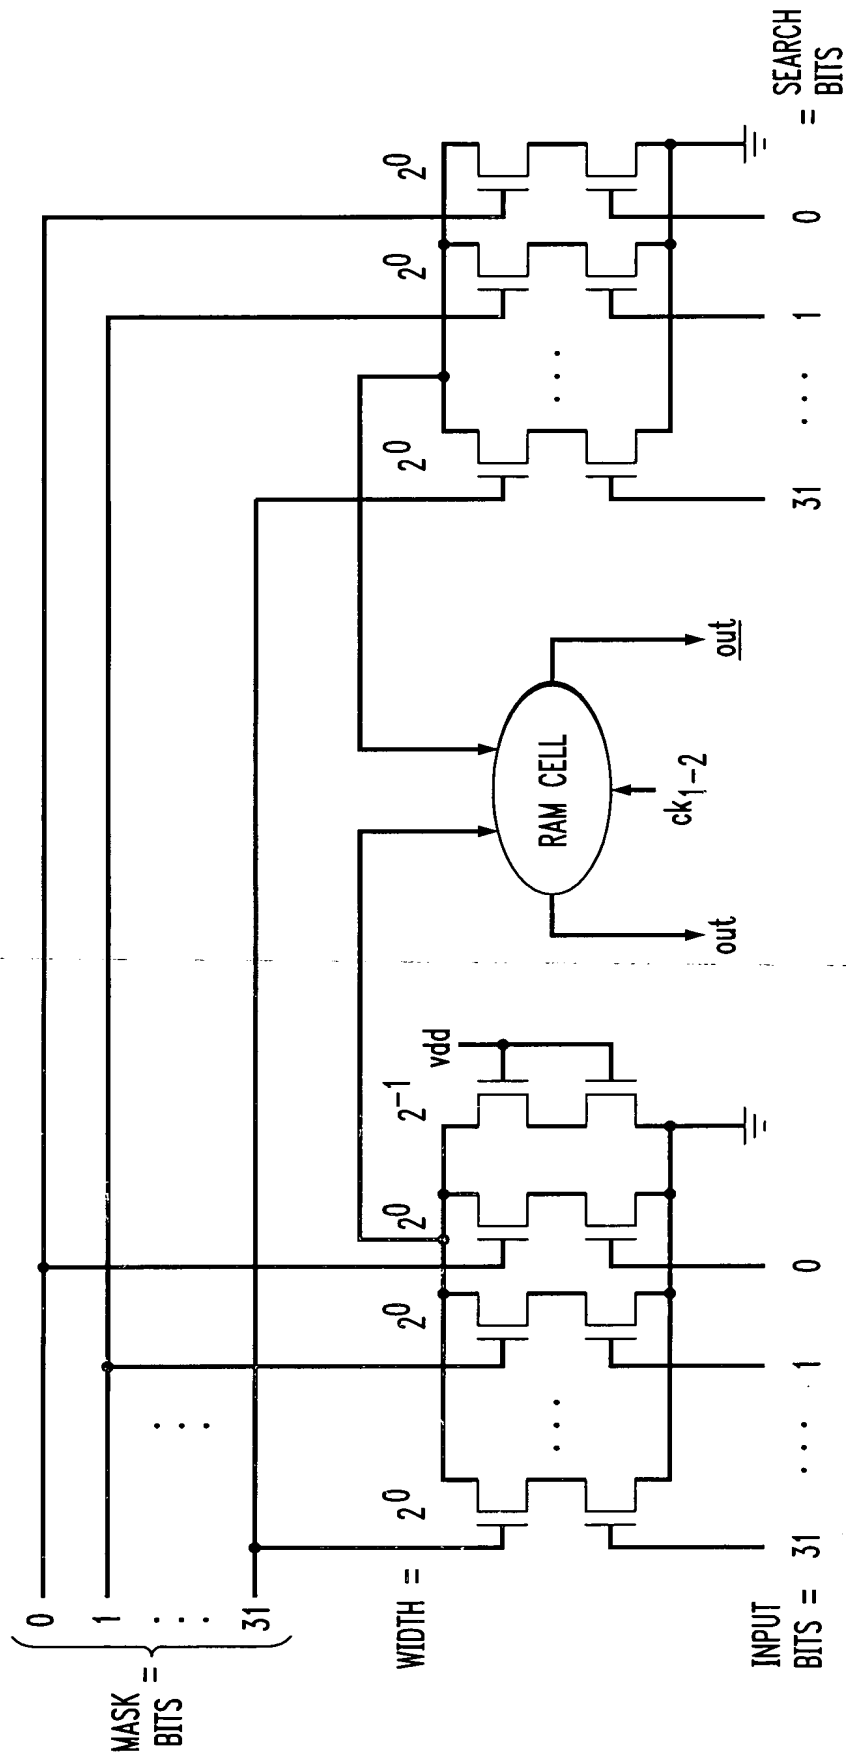 MASK
BITS =
0
1
. . .
31
. . .
WIDTH =
2^0
2^0
2^0
2^-1
vdd
2^0
2^0
2^0
RAM CELL
out
ck1-2
out
. . .
. . .
INPUT
BITS = 31 . . . 1 0
31 . . . 1 0
= SEARCH
BITS